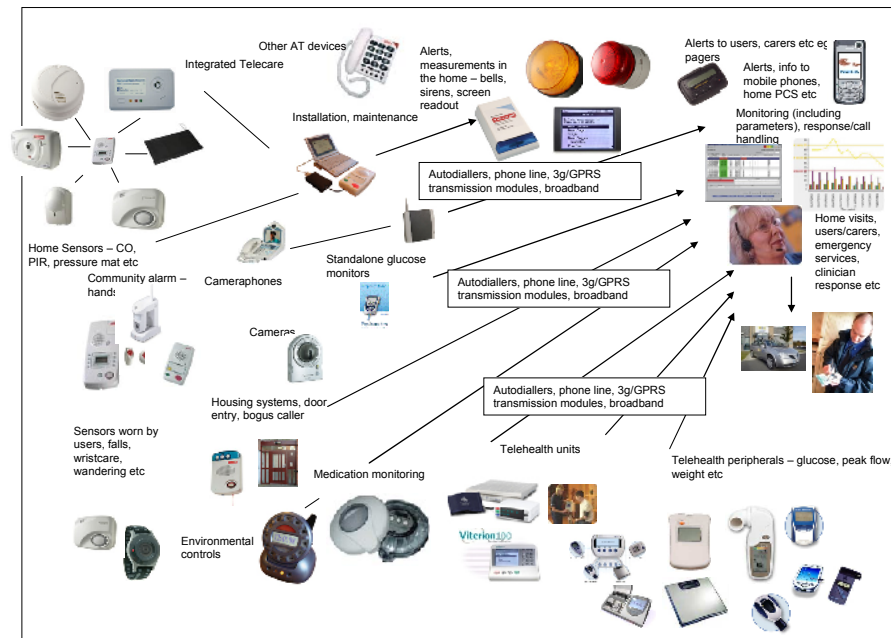 Other AT devices
Integrated Telecare
Alerts,
measurements in
the home – bells,
sirens, screen
readout
Alerts to users, carers etc eg
pagers
Alerts, info to
mobile phones,
home PCS etc
Installation, maintenance
Monitoring (including
parameters), response/call
handling
Autodiallers, phone line, 3g/GPRS
transmission modules, broadband
Home Sensors – CO,
PIR, pressure mat etc
Home visits,
users/carers,
emergency
services,
clinician
response etc
Community alarm –
hands
Cameraphones
Standalone glucose
monitors
Autodiallers, phone line, 3g/GPRS
transmission modules, broadband
Cameras
Autodiallers, phone line, 3g/GPRS
transmission modules, broadband
Housing systems, door
entry, bogus caller
Sensors worn by
users, falls,
wristcare,
wandering etc
Telehealth units
Medication monitoring
Telehealth peripherals – glucose, peak flow
weight etc
Environmental
controls
Viterion 100